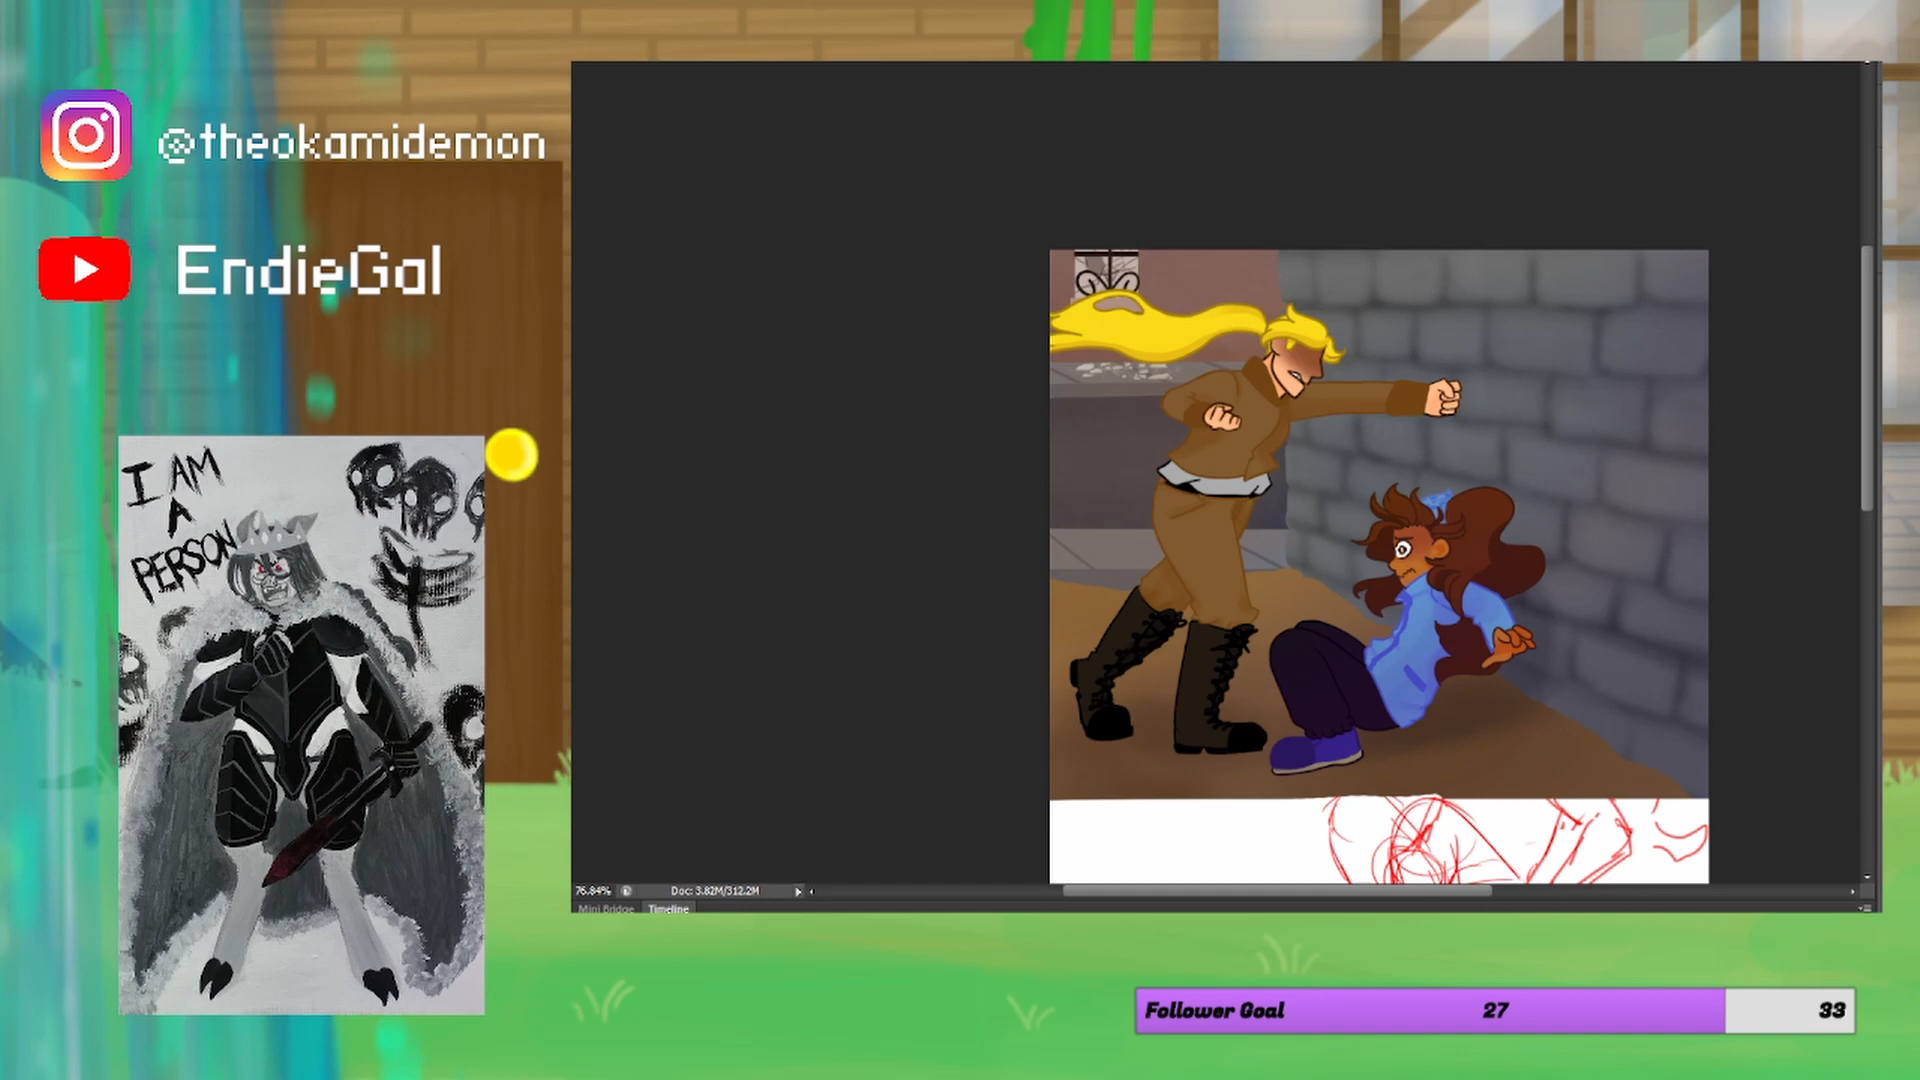 @theokamidemon
EndieGal
I AM
A
PERSON
76.84%
Doc: 3.82M/312.2M
Mini Bridge
Timeline
Follower Goal
27
33